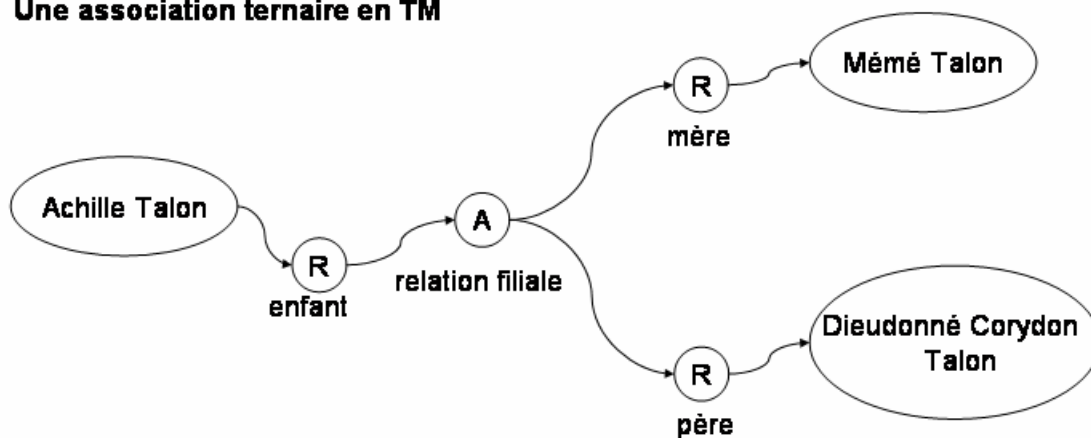 Une association ternaire en TM
Mémé Talon
R
mère
Achille Talon
A
R
relation filiale
enfant
Dieudonné Corydon
Talon
R
père